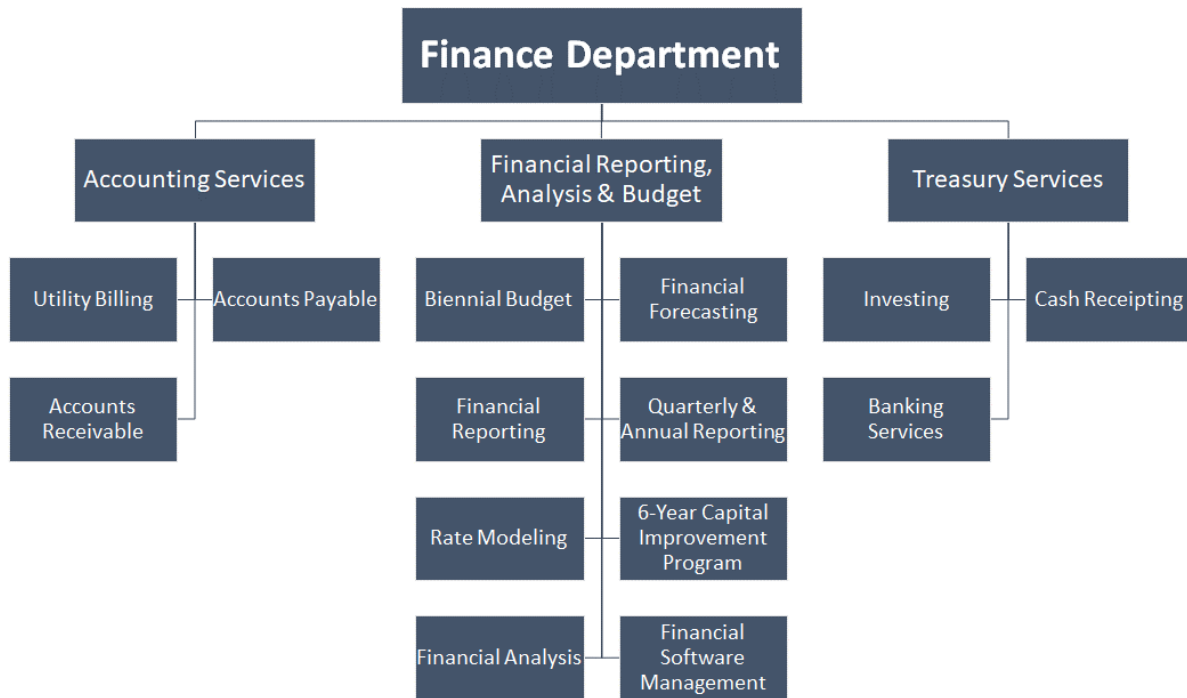 Finance Department
Accounting Services
Financial Reporting,
Analysis & Budget
Treasury Services
Utility Billing
Accounts Payable
Biennial Budget
Financial
Forecasting
Investing
Cash Receipting
Accounts
Receivable
Financial
Reporting
Quarterly &
Annual Reporting
Banking
Services
Rate Modeling
6-Year Capital
Improvement
Program
Financial Analysis
Financial
Software
Management